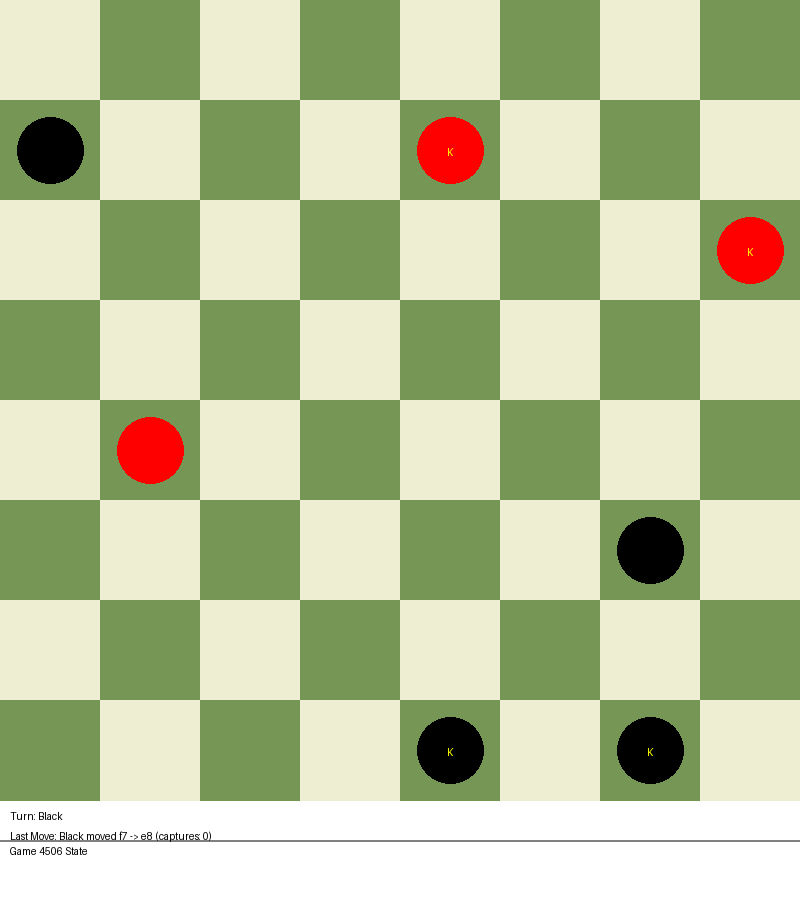 K
K
K K
Turn: Black
Last Move: Black moved f7 -> e8 (captures: 0)
Game 4506 State